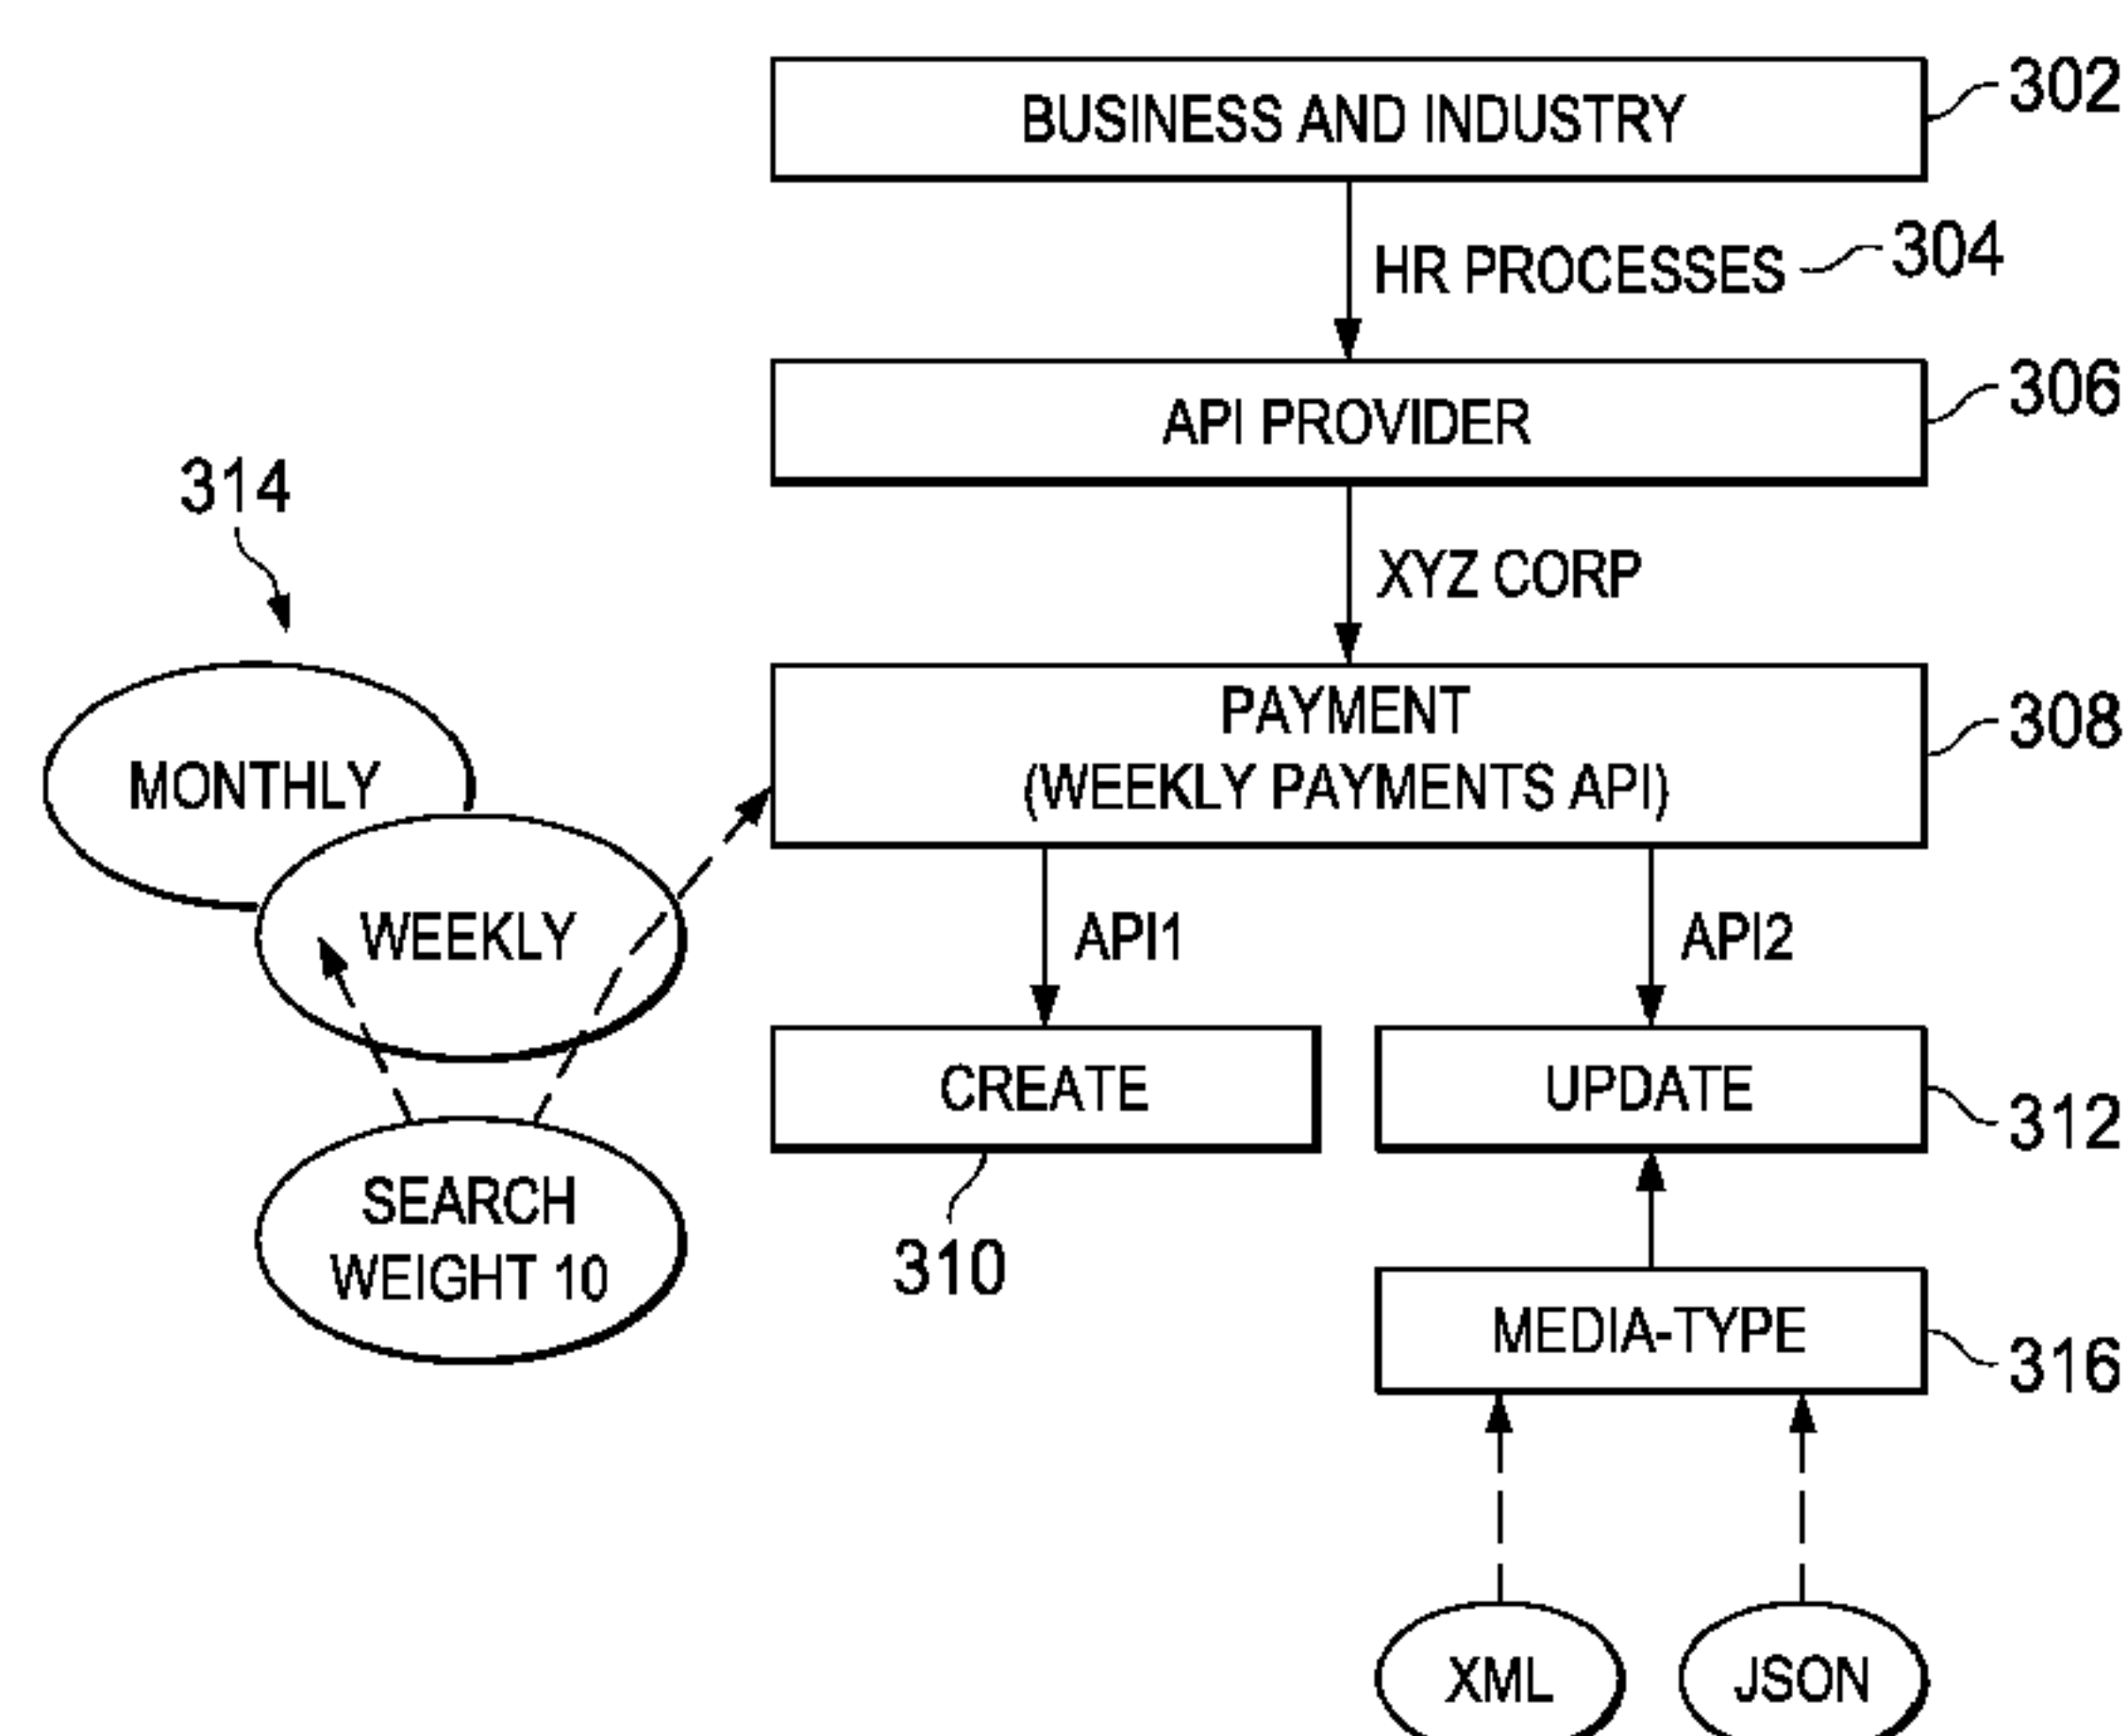 BUSINESS AND INDUSTRY
302
HR PROCESSES
304
API PROVIDER
306
314
XYZ CORP
PAYMENT
(WEEKLY PAYMENTS API)
308
MONTHLY
WEEKLY
API1
API2
CREATE
UPDATE
312
SEARCH
WEIGHT 10
310
MEDIA-TYPE
316
XML
JSON